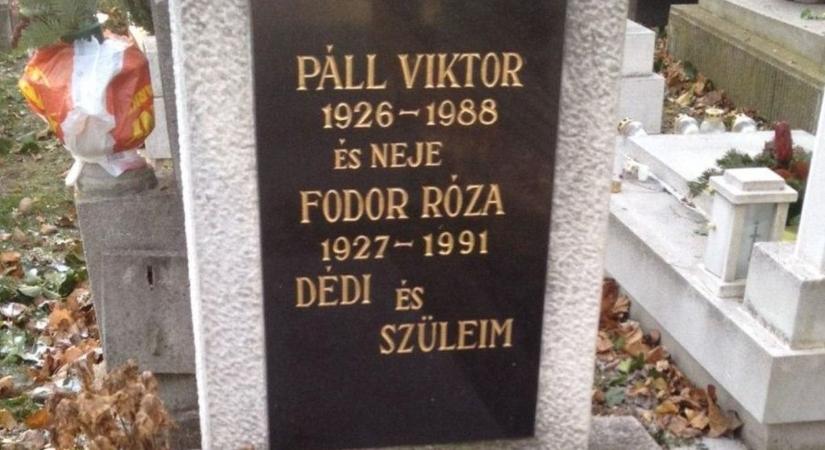 PÁLL VIKTOR
1926-1988
ÉS NEJE
FODOR RÓZA
1927-1991
DÉDI ÉS
SZÜLEIM